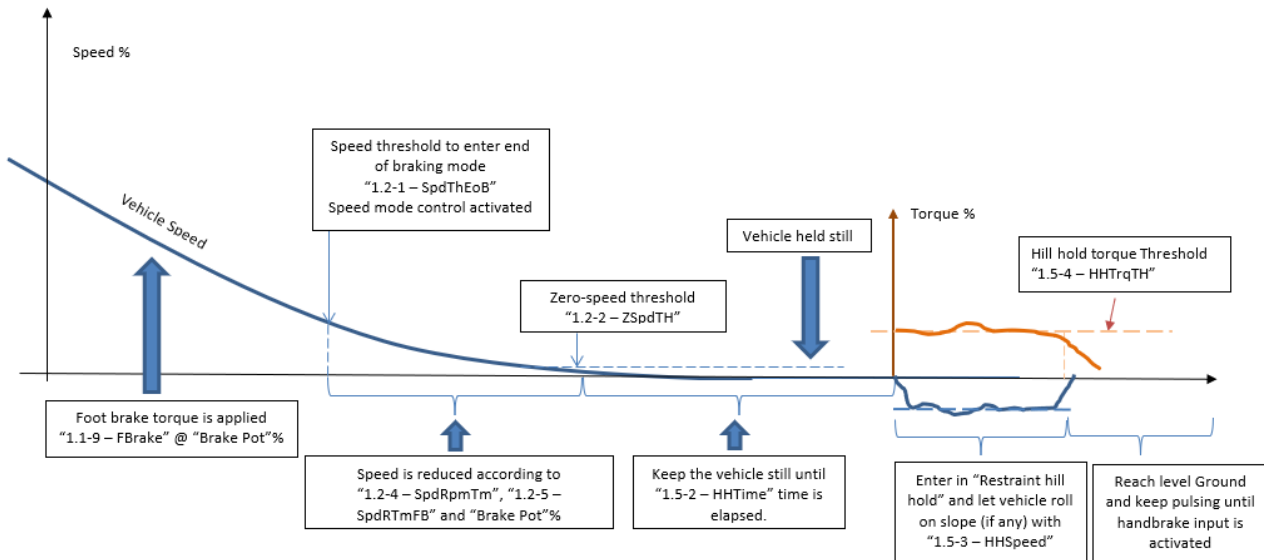 Speed %
Vehicle Speed
Speed threshold to enter end
of braking mode
“1.2-1 – SpdThEoB”
Speed mode control activated
Zero-speed threshold
“1.2-2 – ZSpdTH”
Vehicle held still
Torque %
Hill hold torque Threshold
“1.5-4 – HHTrqTH”
Foot brake torque is applied
“1.1-9 – FBrake” @ “Brake Pot”%
Speed is reduced according to
“1.2-4 – SpdRpmTm”, “1.2-5 –
SpdRTmFB” and “Brake Pot”%
Keep the vehicle still until
“1.5-2 – HHTime” time is
elapsed.
Enter in “Restraint hill
hold” and let vehicle roll
on slope (if any) with
“1.5-3 – HHSpeed”
Reach level Ground
and keep pulsing until
handbrake input is
activated